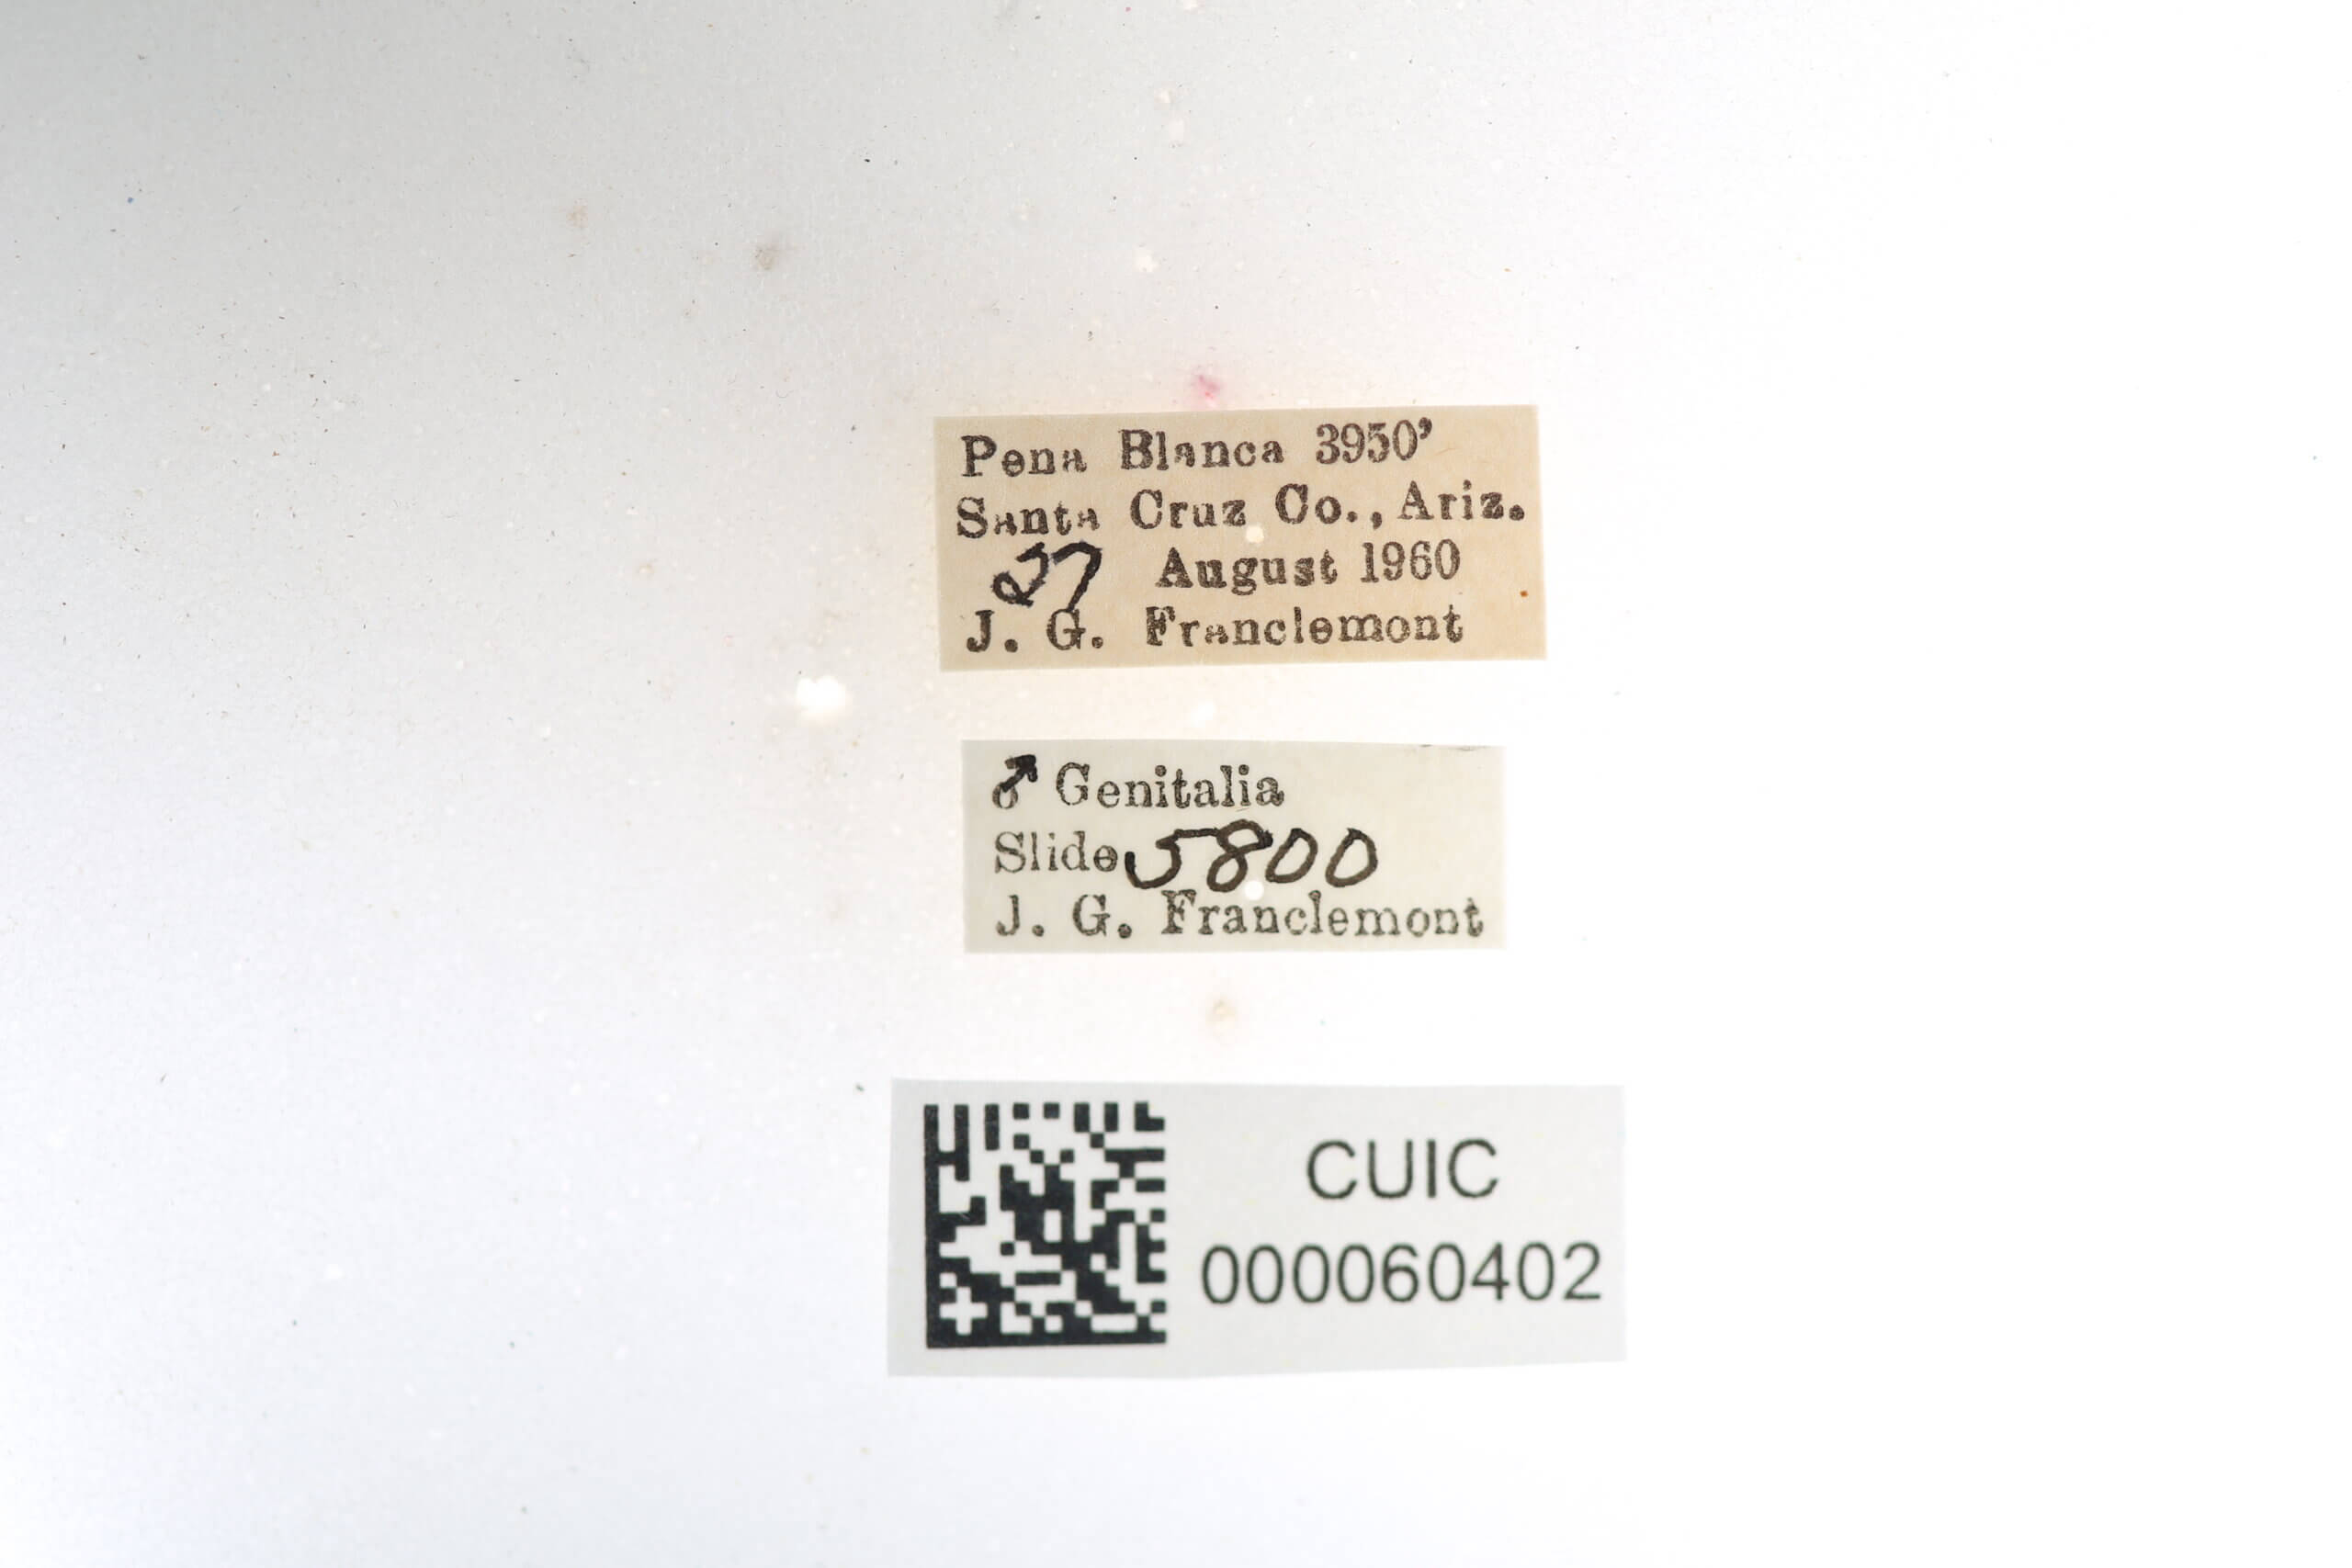 Pena Blanca 3950'
Santa Cruz Co., Ariz.
27 August 1960
J. G. Franclemont
♂ Genitalia
Slide 5800
J. G. Franclemont
CUIC
000060402